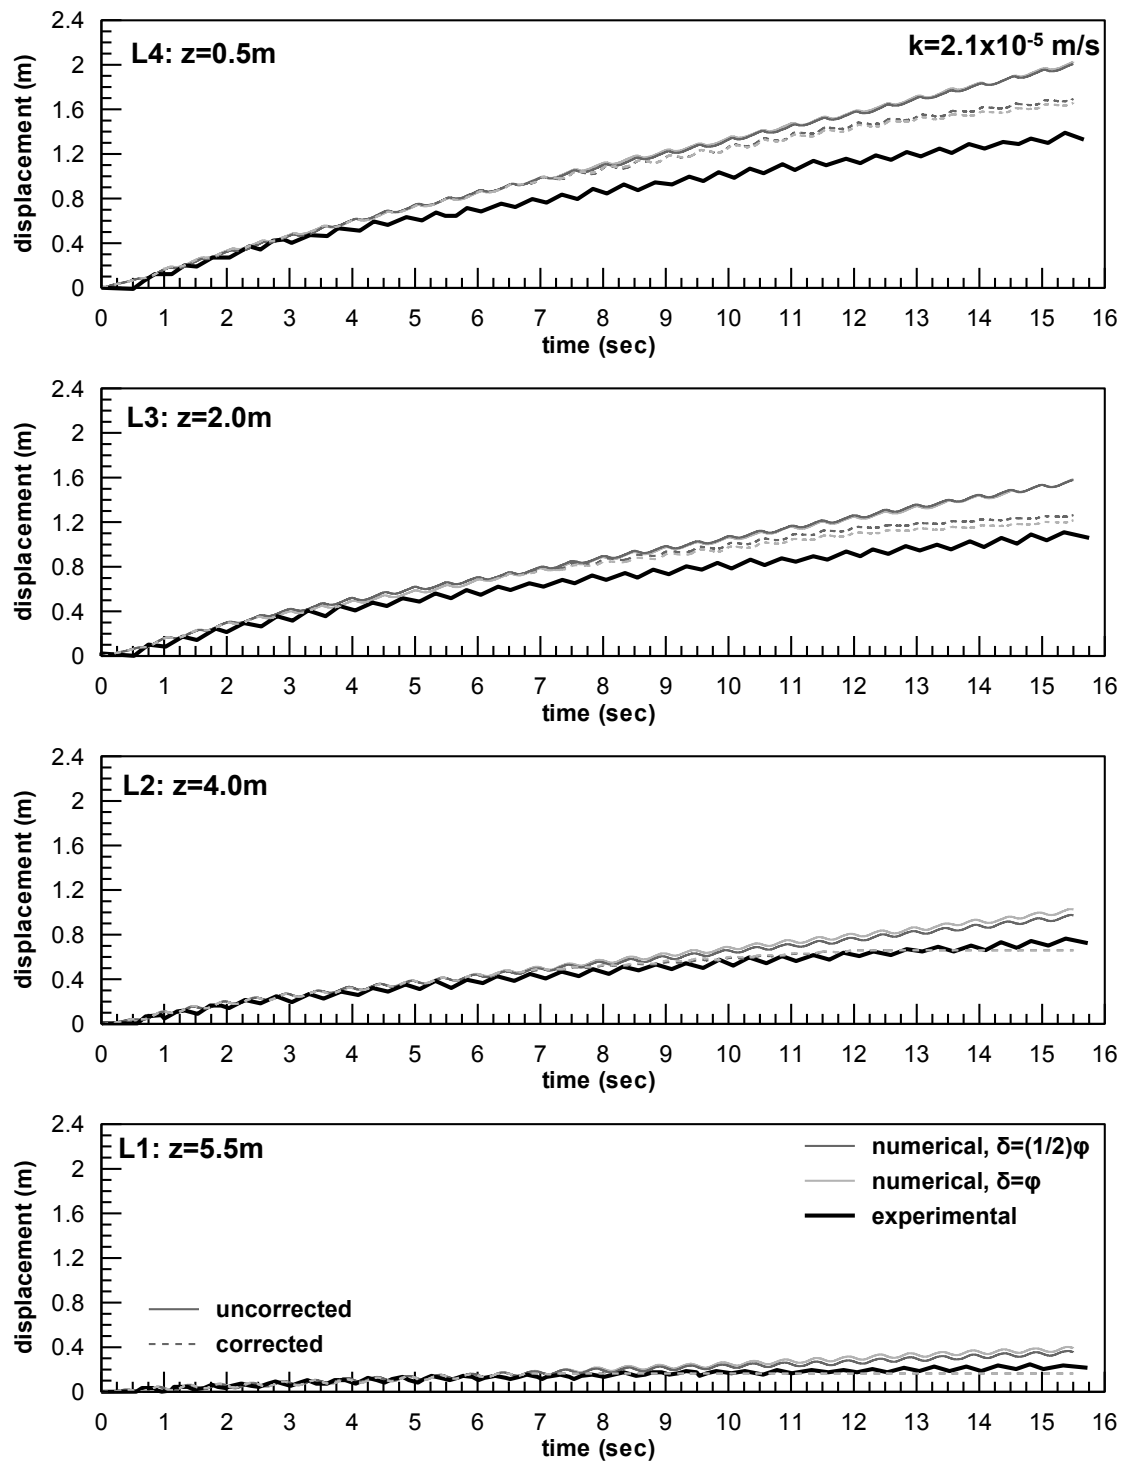 2.4
L4: z=0.5m
k=2.1x10-5 m/s
2
1.6
1.2
0.8
0.4
0
displacement (m)
0 1 2 3 4 5 6 7 8 9 10 11 12 13 14 15 16
time (sec)
2.4
L3: z=2.0m
2
1.6
1.2
0.8
0.4
0
displacement (m)
0 1 2 3 4 5 6 7 8 9 10 11 12 13 14 15 16
time (sec)
2.4
L2: z=4.0m
2
1.6
1.2
0.8
0.4
0
displacement (m)
0 1 2 3 4 5 6 7 8 9 10 11 12 13 14 15 16
time (sec)
2.4
L1: z=5.5m
2
1.6
1.2
0.8
0.4
0
displacement (m)
numerical, δ=(1/2)φ
numerical, δ=φ
experimental
uncorrected
corrected
0 1 2 3 4 5 6 7 8 9 10 11 12 13 14 15 16
time (sec)